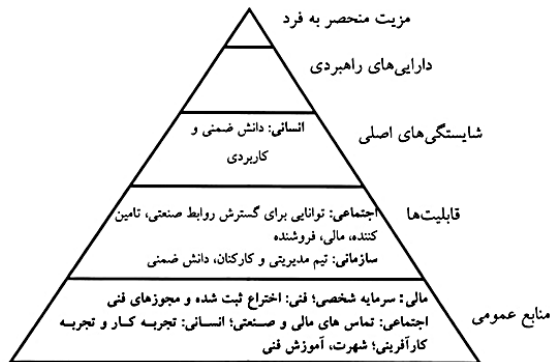 مزیت منحصر به فرد
دارایی‌های راهبردی
شایستگی‌های اصلی
انسانی: دانش ضمنی و
کاربردی
قابلیت‌ها
اجتماعی: توانایی برای گسترش روابط صنعتی، تامین
کننده، مالی، فروشنده
سازمانی: تیم مدیریتی و کارکنان، دانش ضمنی
منابع عمومی
مالی: سرمایه شخصی؛ فنی: اختراع ثبت شده و مجوزهای فنی
اجتماعی: تماس های مالی و صنعتی؛ انسانی: تجربه کار و تجربه
کارآفرینی؛ شهرت، آموزش فنی